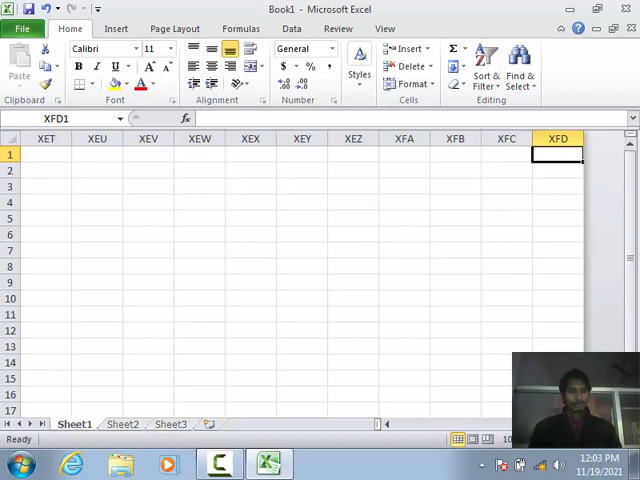 Book1 - Microsoft Excel
File Home Insert Page Layout Formulas Data Review View
Paste
Calibri 11
B I U A A
General
$ % ,
Styles
Insert
Delete
Format
Σ
Sort & Filter
Find & Select
Clipboard Font Alignment Number Cells Editing
XFD1 fx
XET XEU XEV XEW XEX XEY XEZ XFA XFB XFC XFD
1
2
3
4
5
6
7
8
9
10
11
12
13
14
15
16
17
Sheet1 Sheet2 Sheet3
Ready 10
12:03 PM
11/19/2021